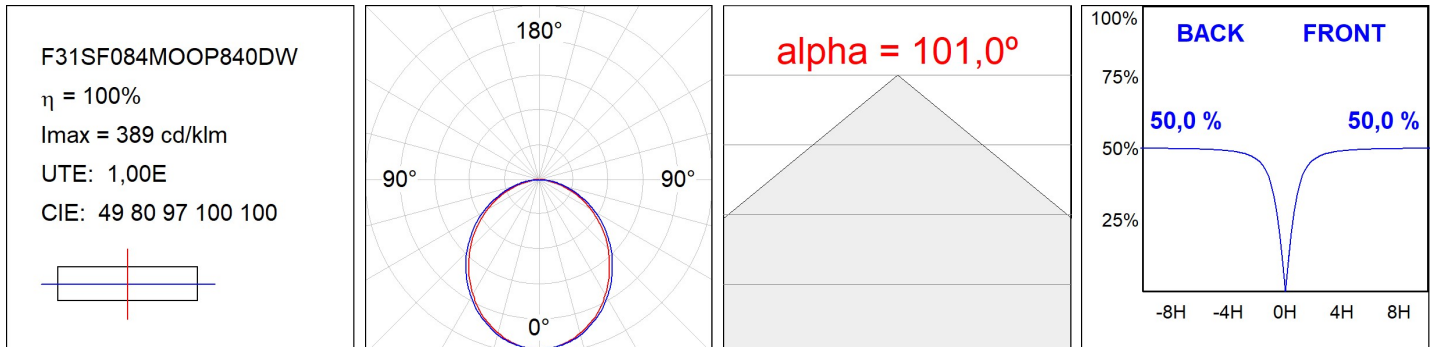 F31SF084MOOP840DW
η = 100%
Imax = 389 cd/klm
UTE: 1,00E
CIE: 49 80 97 100 100
180°
90°
90°
0°
alpha = 101,0º
100%
BACK FRONT
75%
50,0 % 50,0 %
50%
25%
-8H -4H 0H 4H 8H